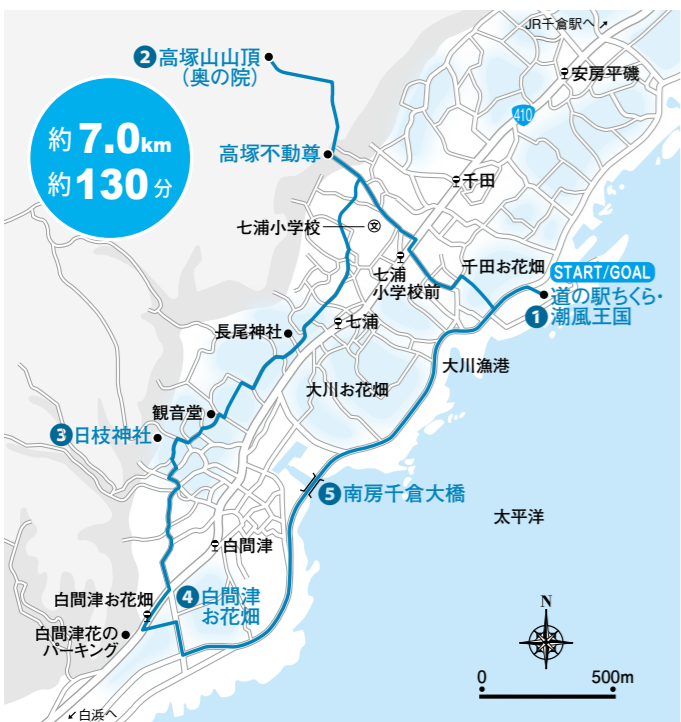 JR千倉駅へ
❷高塚山山頂
(奥の院)
安房平磯
410
約7.0km
約130分
高塚不動尊
千田
七浦小学校
文
七浦
小学校前
千田お花畑
START/GOAL
道の駅ちくら・
❶潮風王国
七浦
長尾神社
大川漁港
大川お花畑
観音堂
❸日枝神社
❺南房千倉大橋
太平洋
白間津
白間津お花畑
❹白間津
お花畑
白間津花の
パーキング
N
0 500m
白浜へ